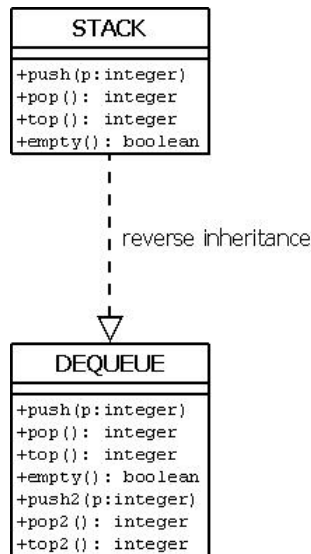 STACK
+push(p:integer)
+pop(): integer
+top(): integer
+empty(): boolean
reverse inheritance
DEQUEUE
+push(p:integer)
+pop(): integer
+top(): integer
+empty(): boolean
+push2(p:integer)
+pop2(): integer
+top2(): integer